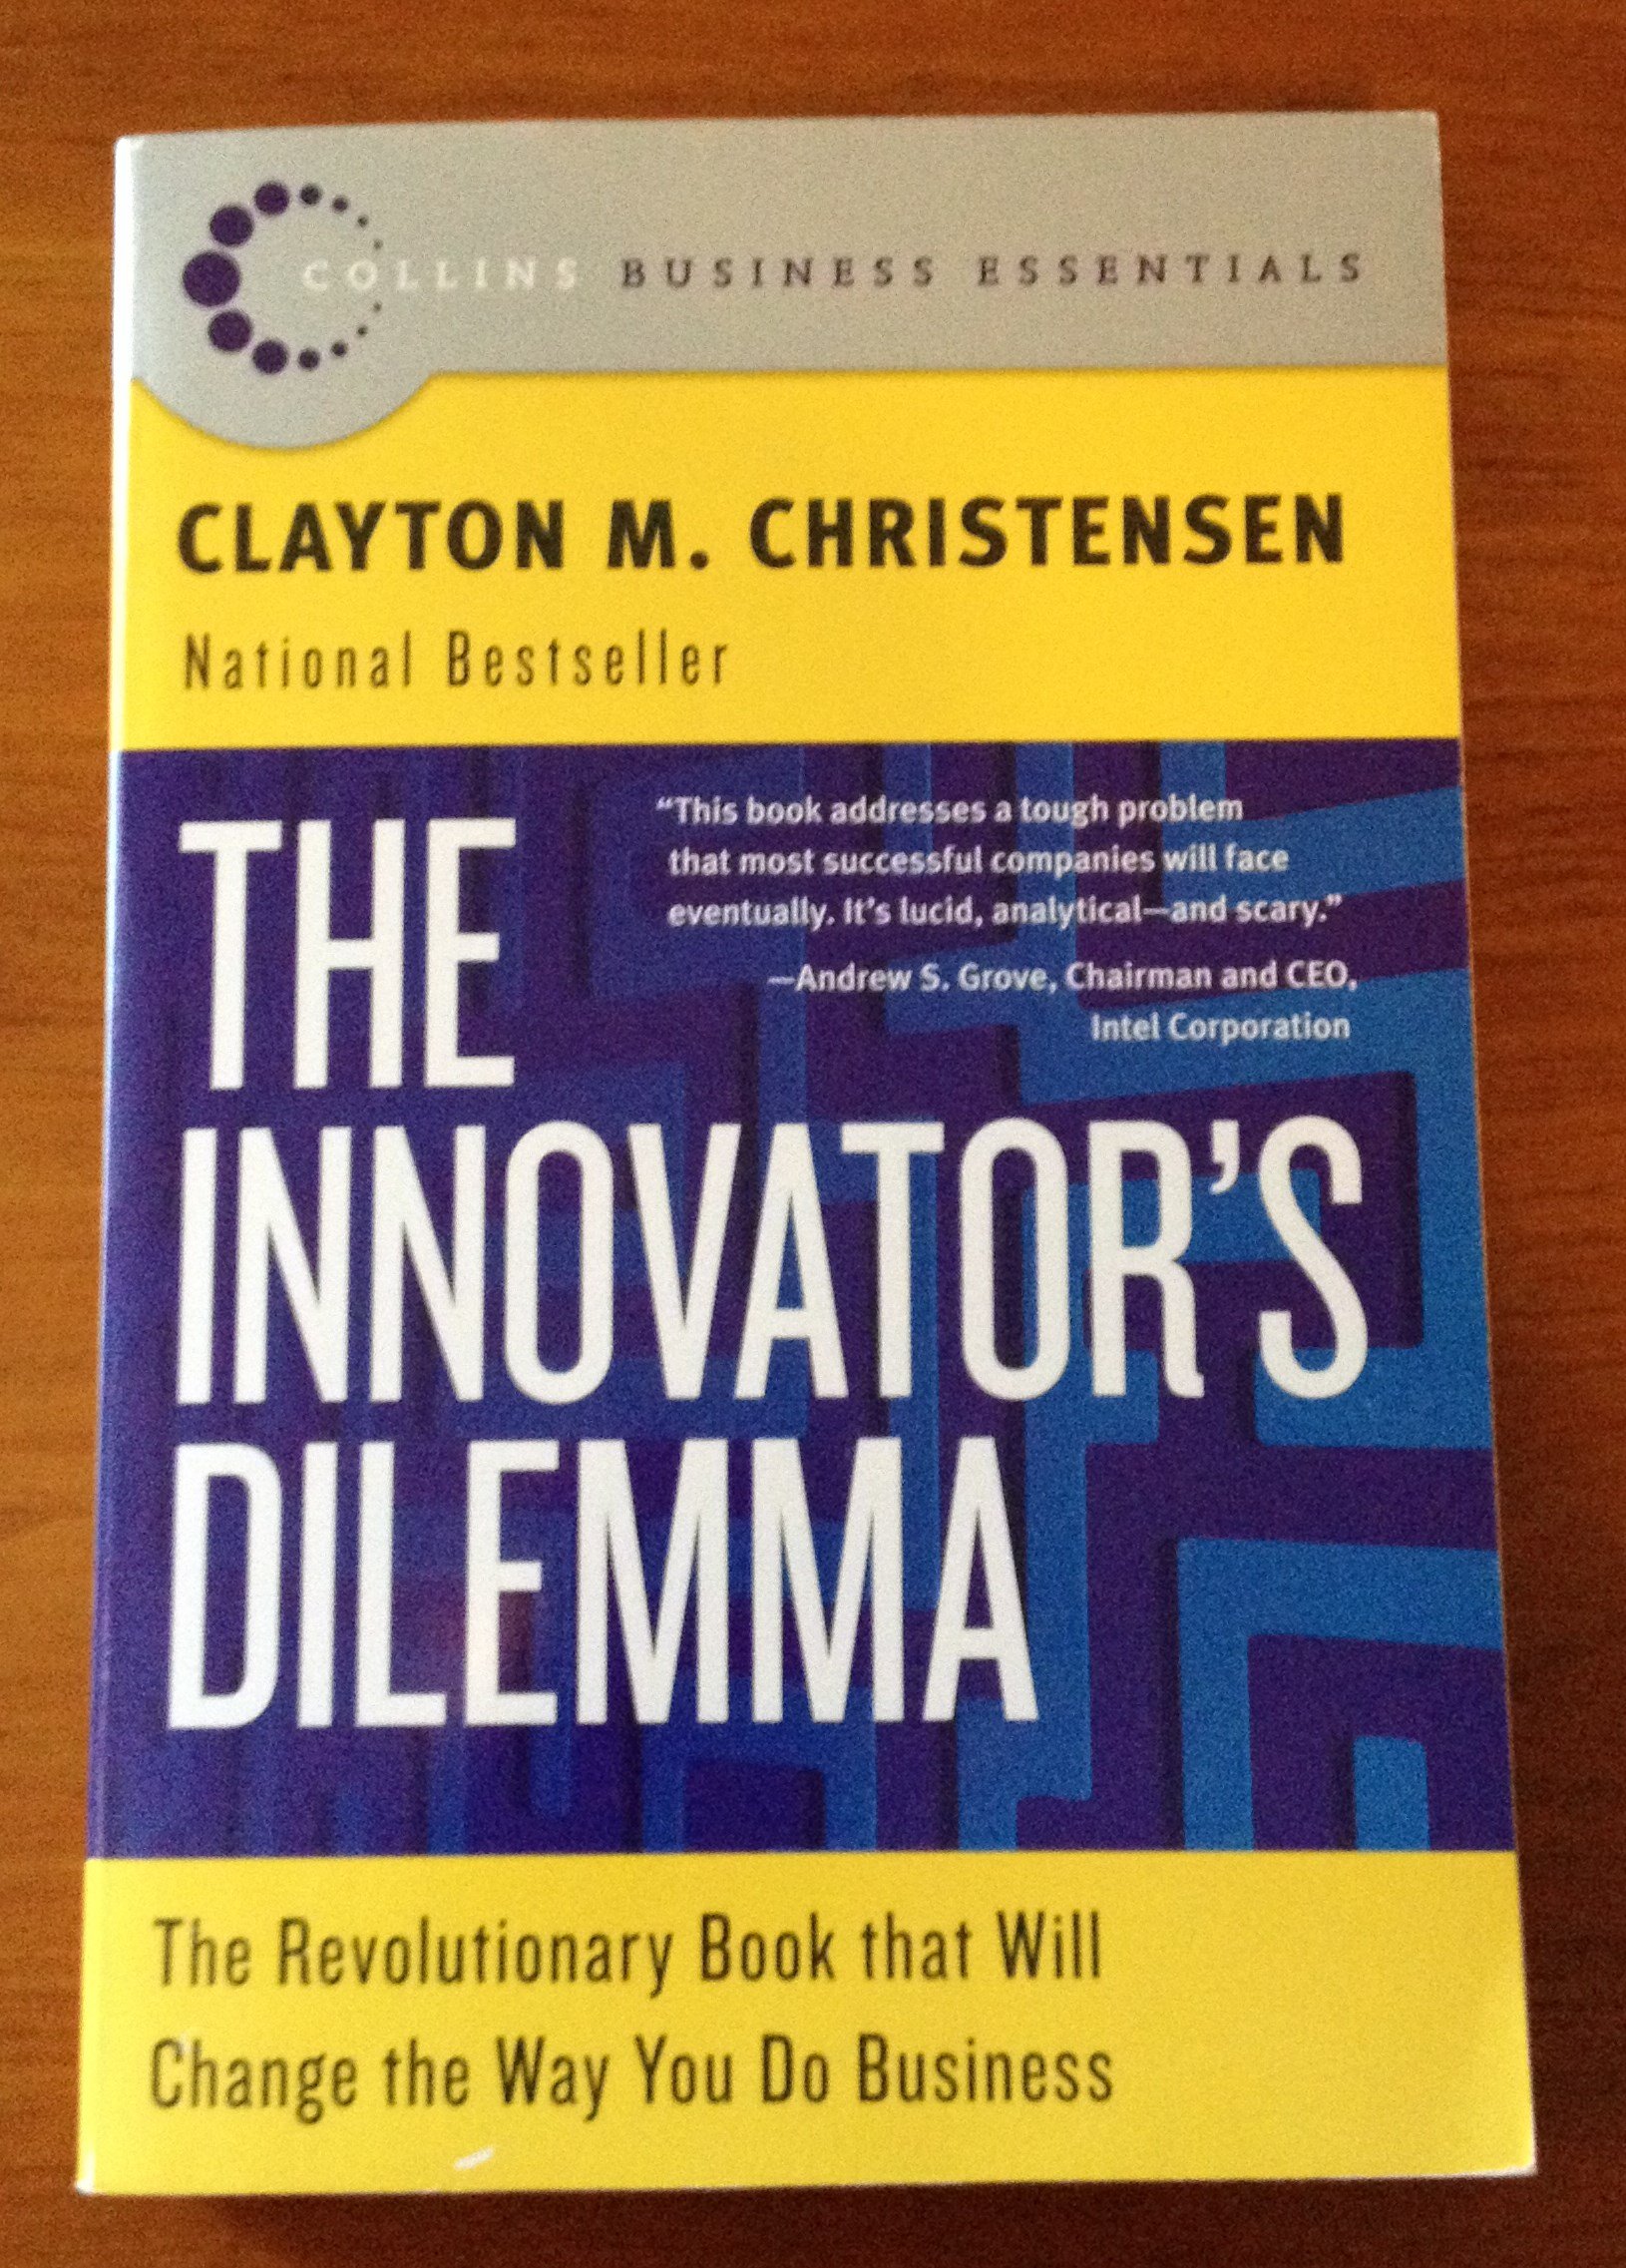 COLLINS BUSINESS ESSENTIALS
CLAYTON M. CHRISTENSEN
National Bestseller
THE
“This book addresses a tough problem
that most successful companies will face
eventually. It’s lucid, analytical—and scary.”
—Andrew S. Grove, Chairman and CEO,
Intel Corporation
INNOVATOR’S
DILEMMA
The Revolutionary Book that Will
Change the Way You Do Business